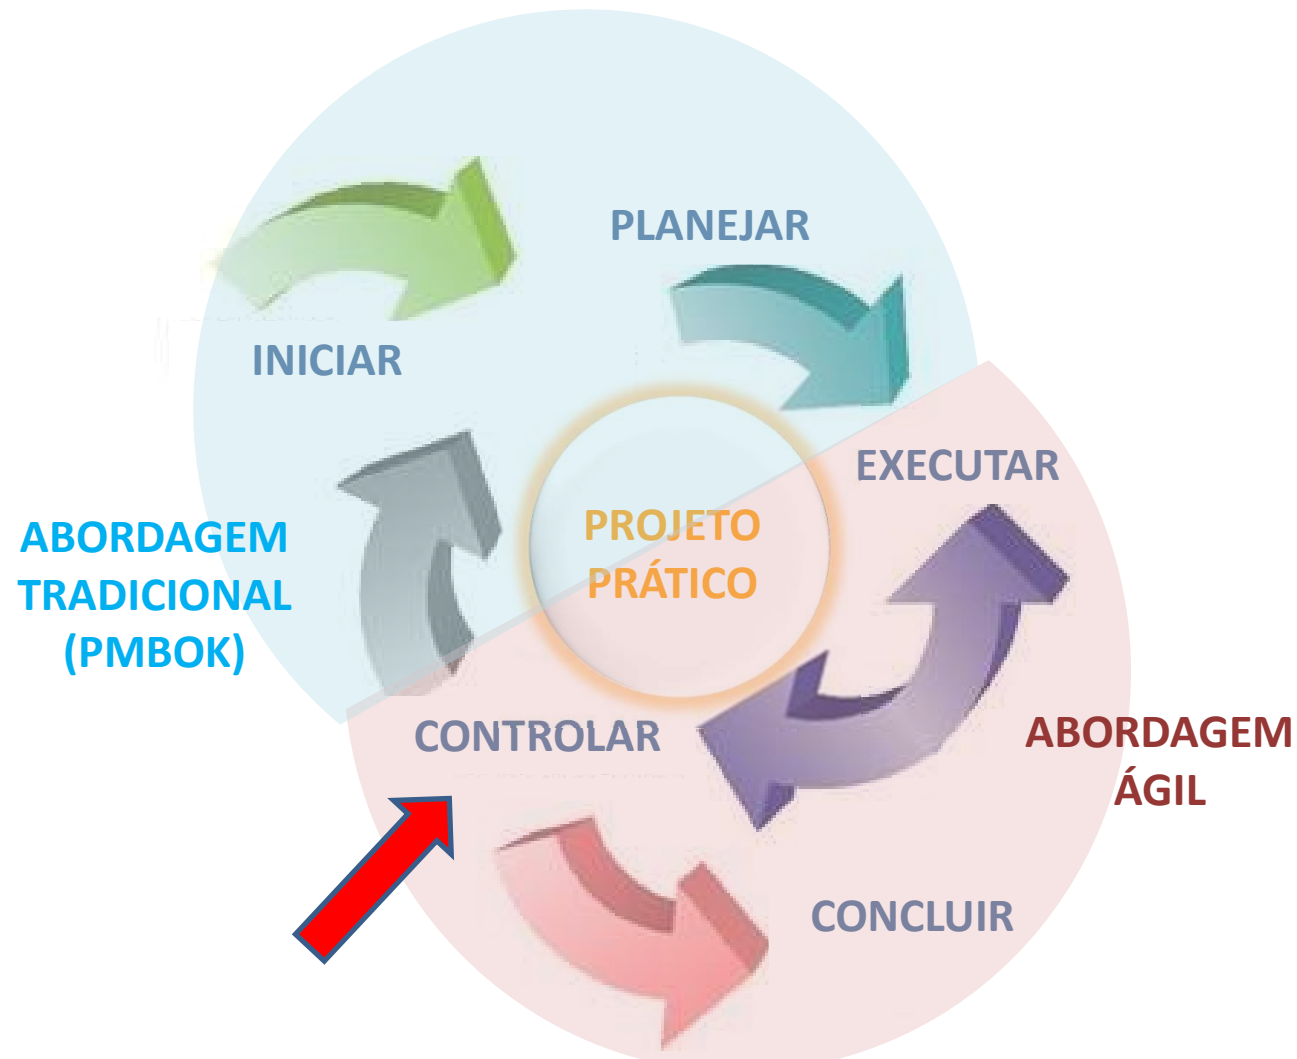 PLANEJAR
INICIAR
EXECUTAR
ABORDAGEM
TRADICIONAL
(PMBOK)
PROJETO
PRÁTICO
CONTROLAR
ABORDAGEM
ÁGIL
CONCLUIR